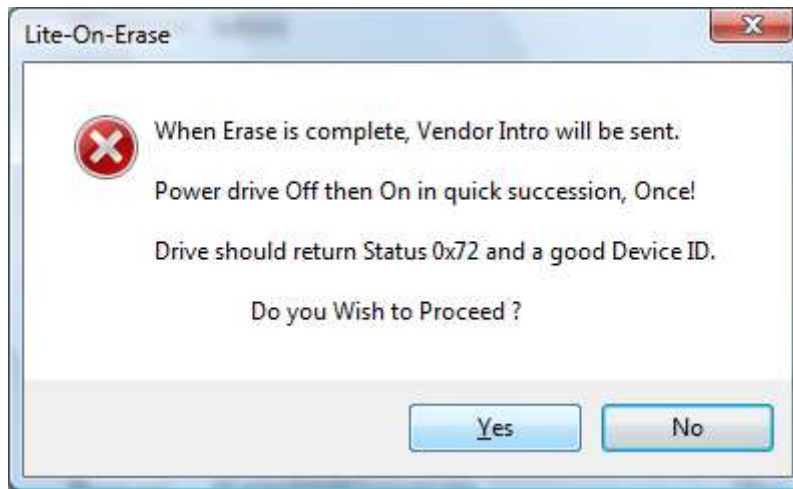 Lite-On-Erase
When Erase is complete, Vendor Intro will be sent.
Power drive Off then On in quick succession, Once!
Drive should return Status 0x72 and a good Device ID.
Do you Wish to Proceed ?
Yes
No